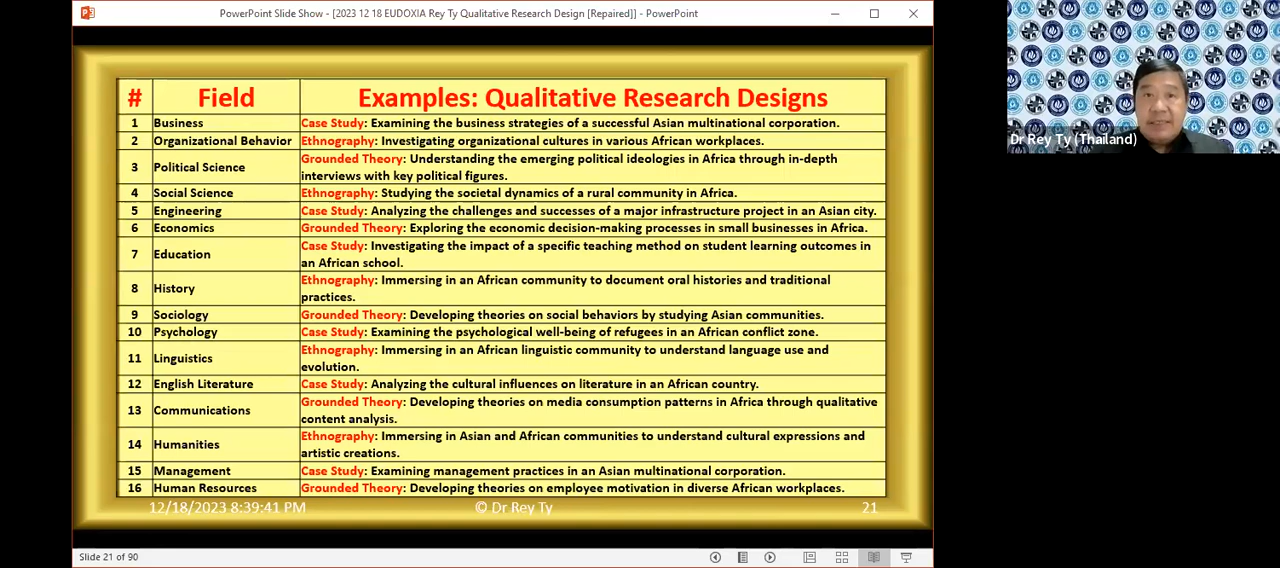 PowerPoint Slide Show - [2023 12 18 EUDOXIA Rey Ty Qualitative Research Design [Repaired]] - PowerPoint
# Field Examples: Qualitative Research Designs
1 Business Case Study: Examining the business strategies of a successful Asian multinational corporation.
2 Organizational Behavior Ethnography: Investigating organizational cultures in various African workplaces.
3 Political Science Grounded Theory: Understanding the emerging political ideologies in Africa through in-depth
interviews with key political figures.
4 Social Science Ethnography: Studying the societal dynamics of a rural community in Africa.
5 Engineering Case Study: Analyzing the challenges and successes of a major infrastructure project in an Asian city.
6 Economics Grounded Theory: Exploring the economic decision-making processes in small businesses in Africa.
7 Education Case Study: Investigating the impact of a specific teaching method on student learning outcomes in
an African school.
8 History Ethnography: Immersing in an African community to document oral histories and traditional
practices.
9 Sociology Grounded Theory: Developing theories on social behaviors by studying Asian communities.
10 Psychology Case Study: Examining the psychological well-being of refugees in an African conflict zone.
11 Linguistics Ethnography: Immersing in an African linguistic community to understand language use and
evolution.
12 English Literature Case Study: Analyzing the cultural influences on literature in an African country.
13 Communications Grounded Theory: Developing theories on media consumption patterns in Africa through qualitative
content analysis.
14 Humanities Ethnography: Immersing in Asian and African communities to understand cultural expressions and
artistic creations.
15 Management Case Study: Examining management practices in an Asian multinational corporation.
16 Human Resources Grounded Theory: Developing theories on employee motivation in diverse African workplaces.
12/18/2023 8:39:41 PM © Dr Rey Ty 21
Slide 21 of 90
Dr Rey Ty (Thailand)